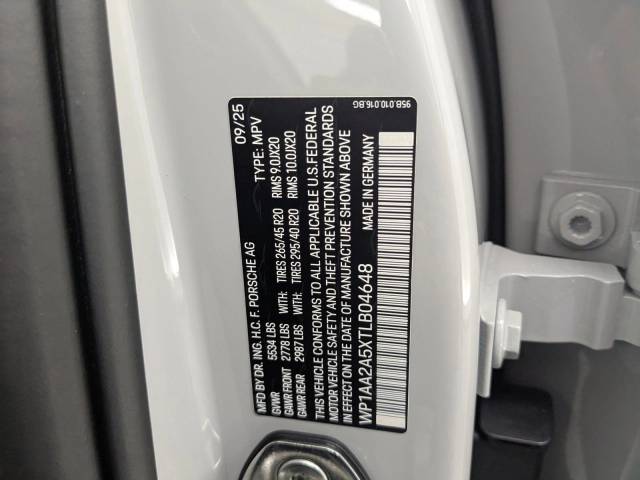 09/25
95B.010.016.BG
MFD BY DR. ING. H.C. F. PORSCHE AG TYPE: MPV
GVWR 5534 LBS
GAWR FRONT 2778 LBS WITH: TIRES 265/45 R20 RIMS 9.0JX20
GAWR REAR 2987 LBS WITH: TIRES 295/40 R20 RIMS 10.0JX20
THIS VEHICLE CONFORMS TO ALL APPLICABLE U.S. FEDERAL
MOTOR VEHICLE SAFETY AND THEFT PREVENTION STANDARDS
IN EFFECT ON THE DATE OF MANUFACTURE SHOWN ABOVE
WP1AA2A5XTLB04648 MADE IN GERMANY